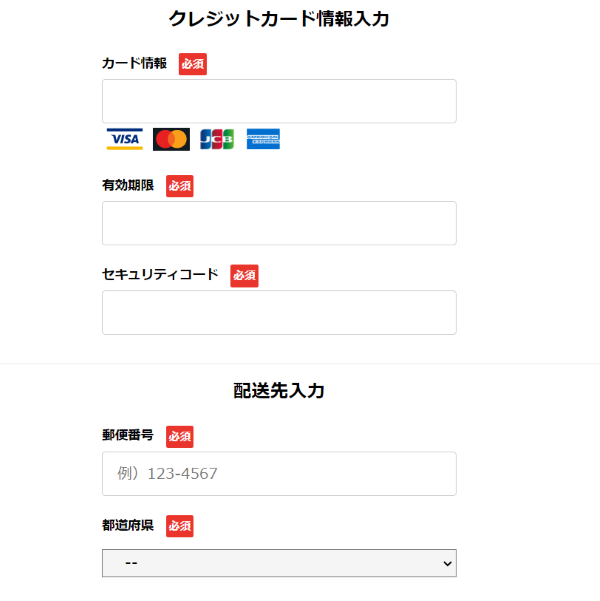 クレジットカード情報入力
カード情報 必須
VISA JCB
有効期限 必須
セキュリティコード 必須
配送先入力
郵便番号 必須
例）123-4567
都道府県 必須
--